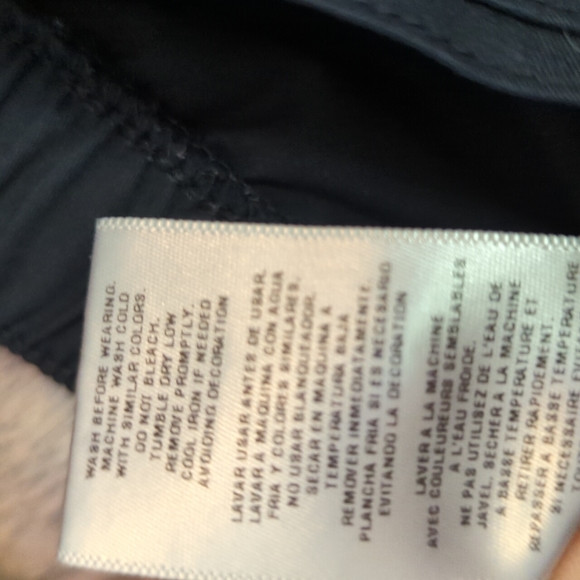 WASH BEFORE WEARING.
MACHINE WASH COLD
WITH SIMILAR COLORS.
DO NOT BLEACH.
TUMBLE DRY LOW
REMOVE PROMPTLY.
COOL IRON IF NEEDED
AVOIDING DECORATION
LAVAR USAR ANTES DE USAR.
LAVAR A MAQUINA CON AGUA
FRIA Y COLORES SIMILARES.
NO USAR BLANQUEADOR.
SECAR EN MAQUINA A
TEMPERATURA BAJA
REMOVER INMEDIATAMENTE.
PLANCHA FRIA SI ES NECESARIO
EVITANDO LA DECORATION
LAVER A LA MACHINE
AVEC COULEUREURS SEMBLABLES
A L'EAU FROIDE.
NE PAS UTILISEZ DE L'EAU DE
JAVEL. SECHER A LA MACHINE
A BASSE TEMPERATURE ET
RETIRER RAPIDEMENT.
REPASSER A BASSE TEMPERATURE
SI NECESSAIRE